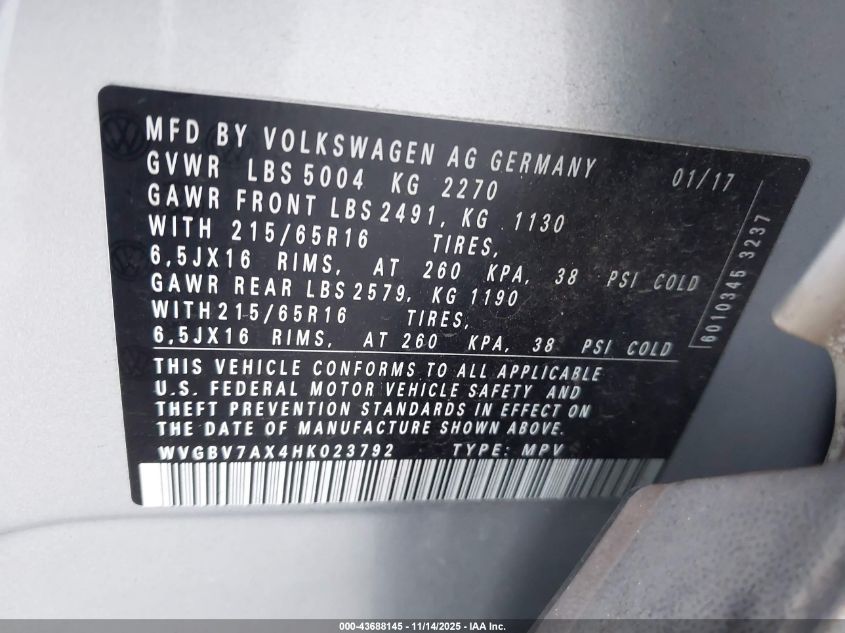 MFD BY VOLKSWAGEN AG GERMANY 01/17
GVWR LBS 5004 KG 2270
GAWR FRONT LBS 2491, KG 1130
WITH 215/65R16 TIRES,
6,5JX16 RIMS, AT 260 KPA, 38 PSI COLD
GAWR REAR LBS 2579, KG 1190
WITH 215/65R16 TIRES,
6,5JX16 RIMS, AT 260 KPA, 38 PSI COLD
THIS VEHICLE CONFORMS TO ALL APPLICABLE
U.S. FEDERAL MOTOR VEHICLE SAFETY AND
THEFT PREVENTION STANDARDS IN EFFECT ON
THE DATE OF MANUFACTURE SHOWN ABOVE.
WVGBV7AX4HK023792 TYPE: MPV
6010345 3237
000-43688145 - 11/14/2025 - IAA Inc.